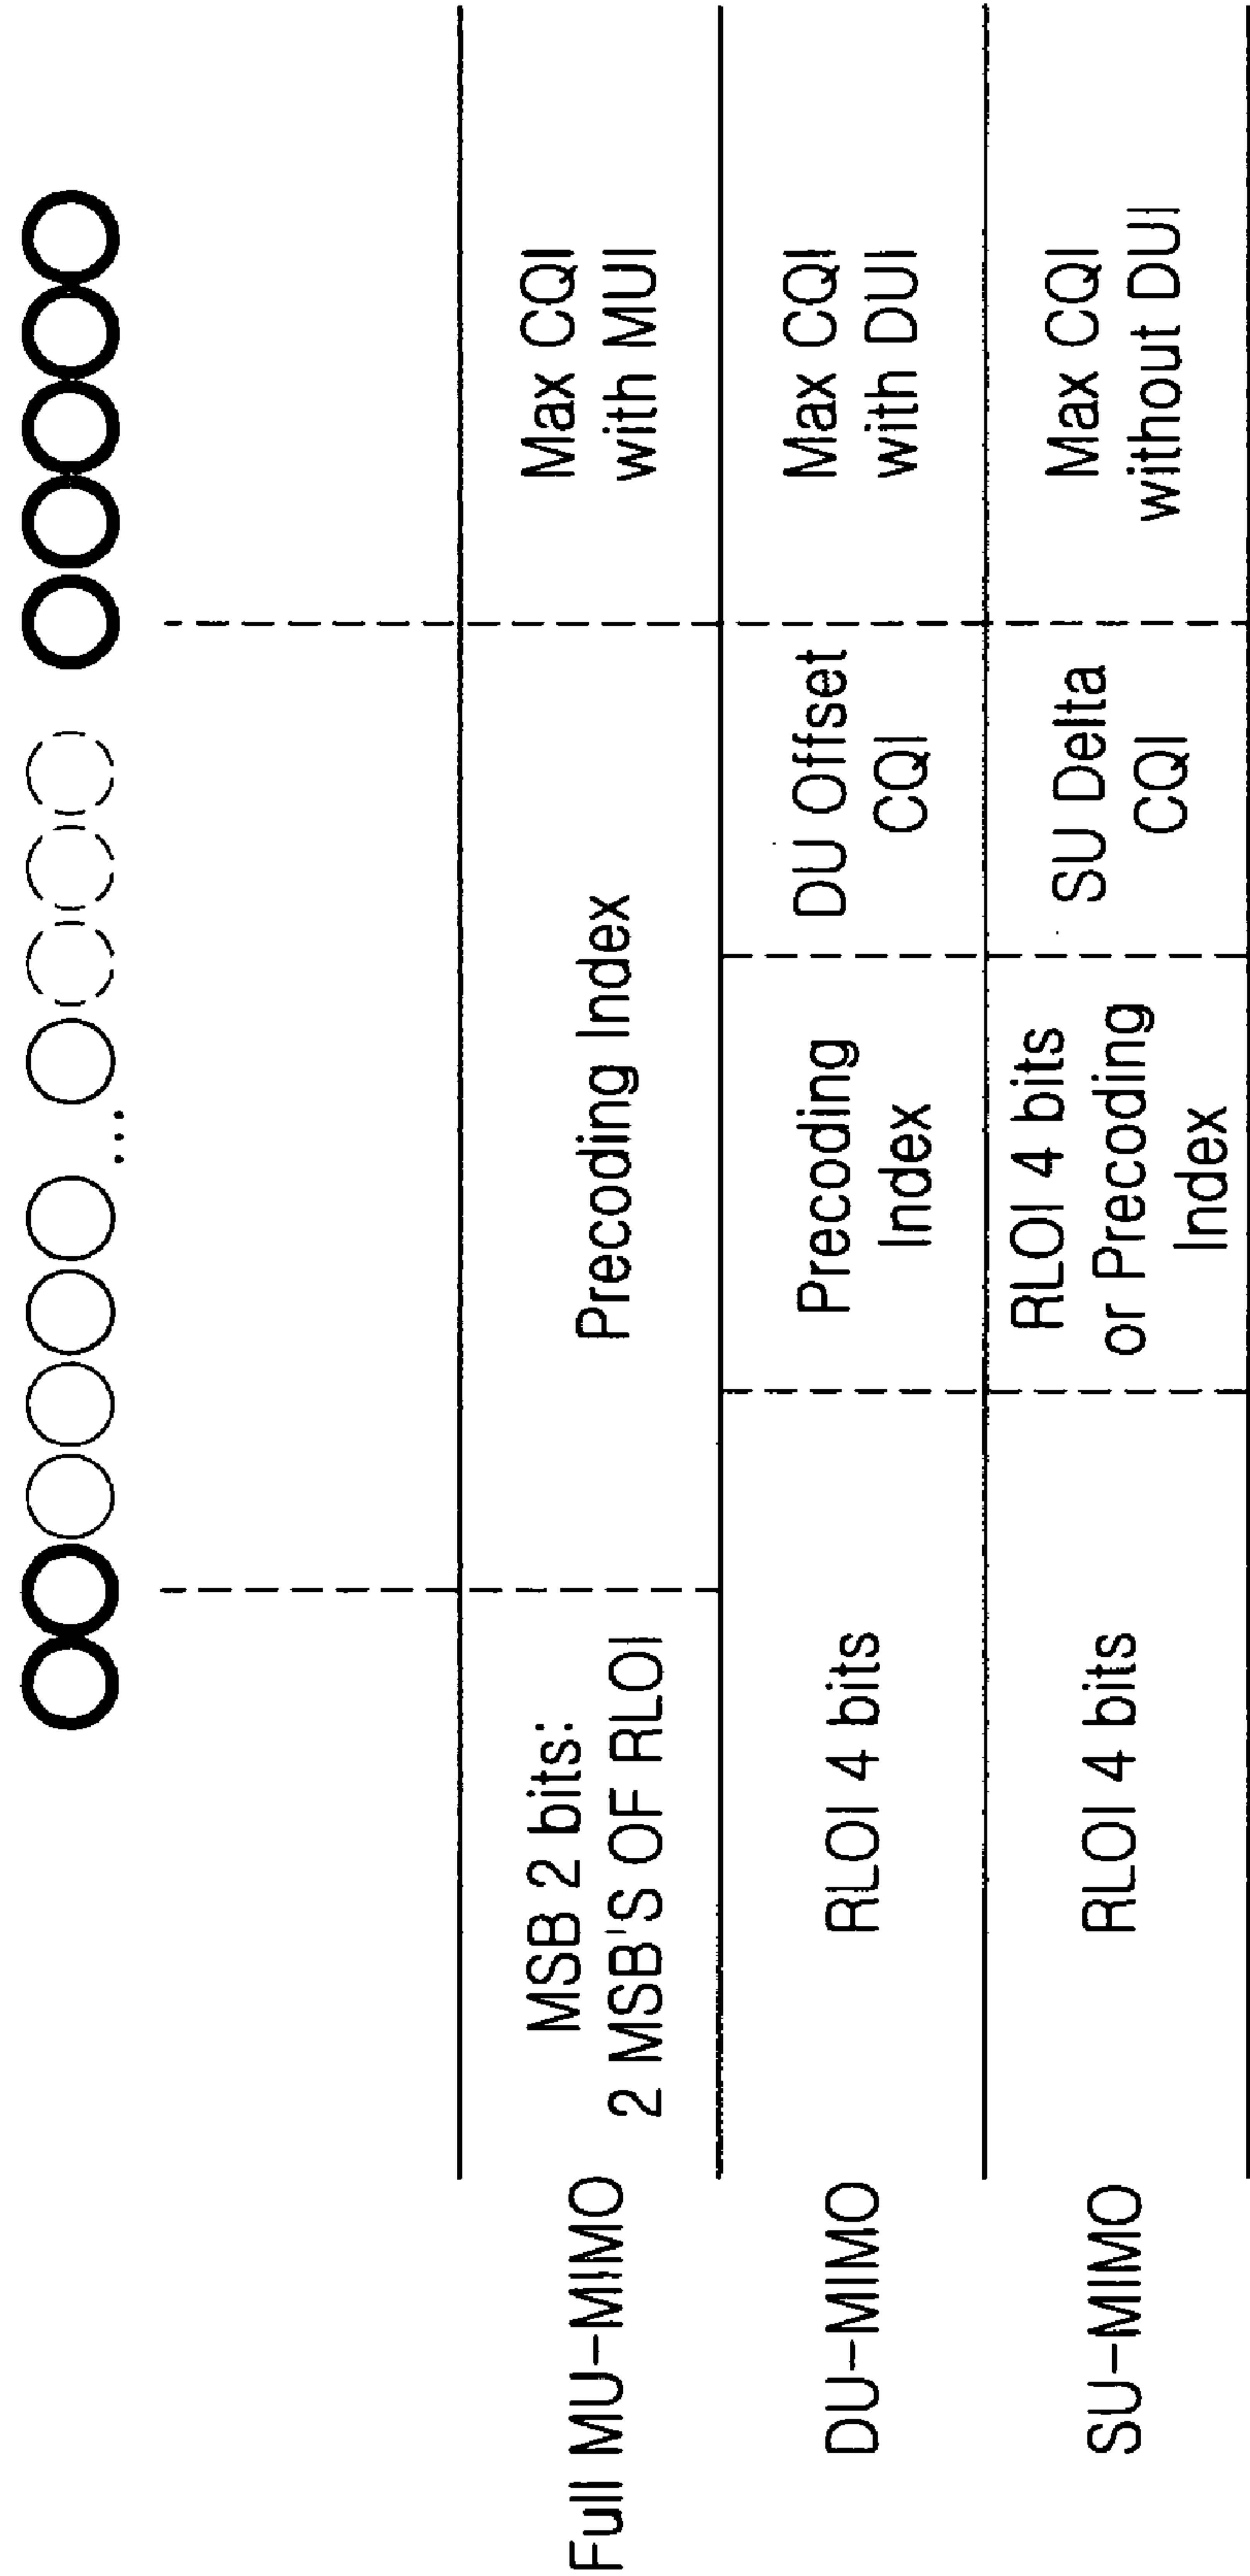 ...
Full MU-MIMO
MSB 2 bits:
2 MSB'S OF RLOI
Precoding Index
Max CQI
with MUI
DU-MIMO
RLOI 4 bits
Precoding
Index
DU Offset
CQI
Max CQI
with DUI
SU-MIMO
RLOI 4 bits
RLOI 4 bits
or Precoding
Index
SU Delta
CQI
Max CQI
without DUI